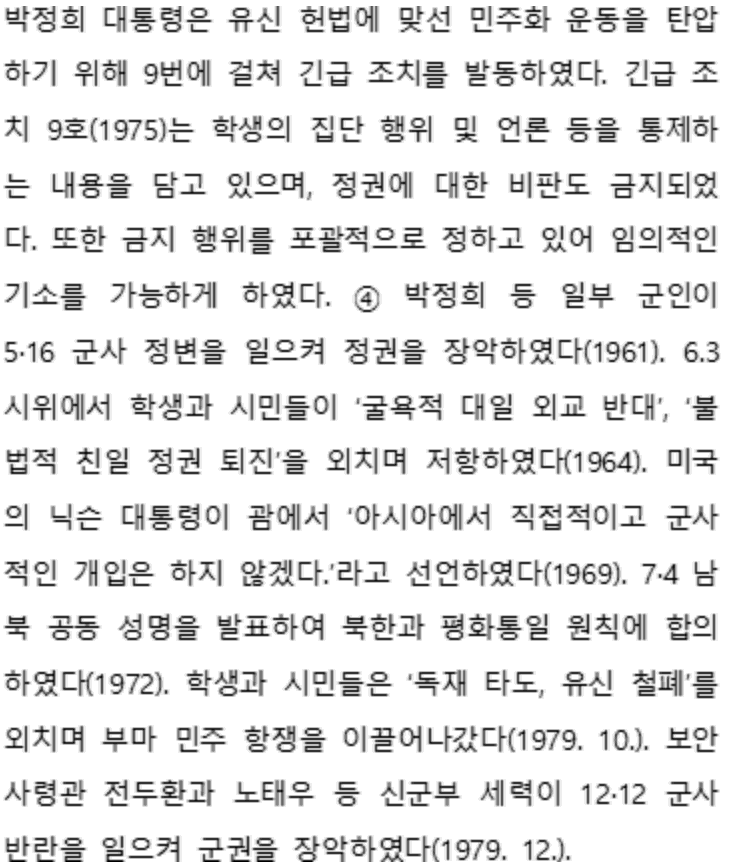 박정희 대통령은 유신 헌법에 맞선 민주화 운동을 탄압
하기 위해 9번에 걸쳐 긴급 조치를 발동하였다. 긴급 조
치 9호(1975)는 학생의 집단 행위 및 언론 등을 통제하
는 내용을 담고 있으며, 정권에 대한 비판도 금지되었
다. 또한 금지 행위를 포괄적으로 정하고 있어 임의적인
기소를 가능하게 하였다. ④ 박정희 등 일부 군인이
5·16 군사 정변을 일으켜 정권을 장악하였다(1961). 6.3
시위에서 학생과 시민들이 ‘굴욕적 대일 외교 반대’, ‘불
법적 친일 정권 퇴진’을 외치며 저항하였다(1964). 미국
의 닉슨 대통령이 괌에서 ‘아시아에서 직접적이고 군사
적인 개입은 하지 않겠다.’라고 선언하였다(1969). 7·4 남
북 공동 성명을 발표하여 북한과 평화통일 원칙에 합의
하였다(1972). 학생과 시민들은 ‘독재 타도, 유신 철폐’를
외치며 부마 민주 항쟁을 이끌어나갔다(1979. 10.). 보안
사령관 전두환과 노태우 등 신군부 세력이 12·12 군사
반란을 일으켜 군권을 장악하였다(1979. 12.).